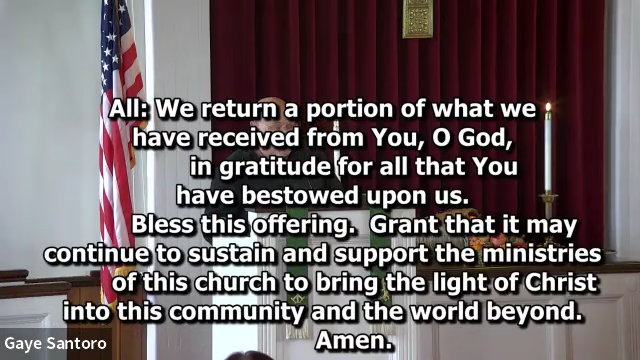 All: We return a portion of what we
have received from You, O God,
in gratitude for all that You
have bestowed upon us.
Bless this offering.  Grant that it may
continue to sustain and support the ministries
of this church to bring the light of Christ
into this community and the world beyond.
Amen.
Gaye Santoro